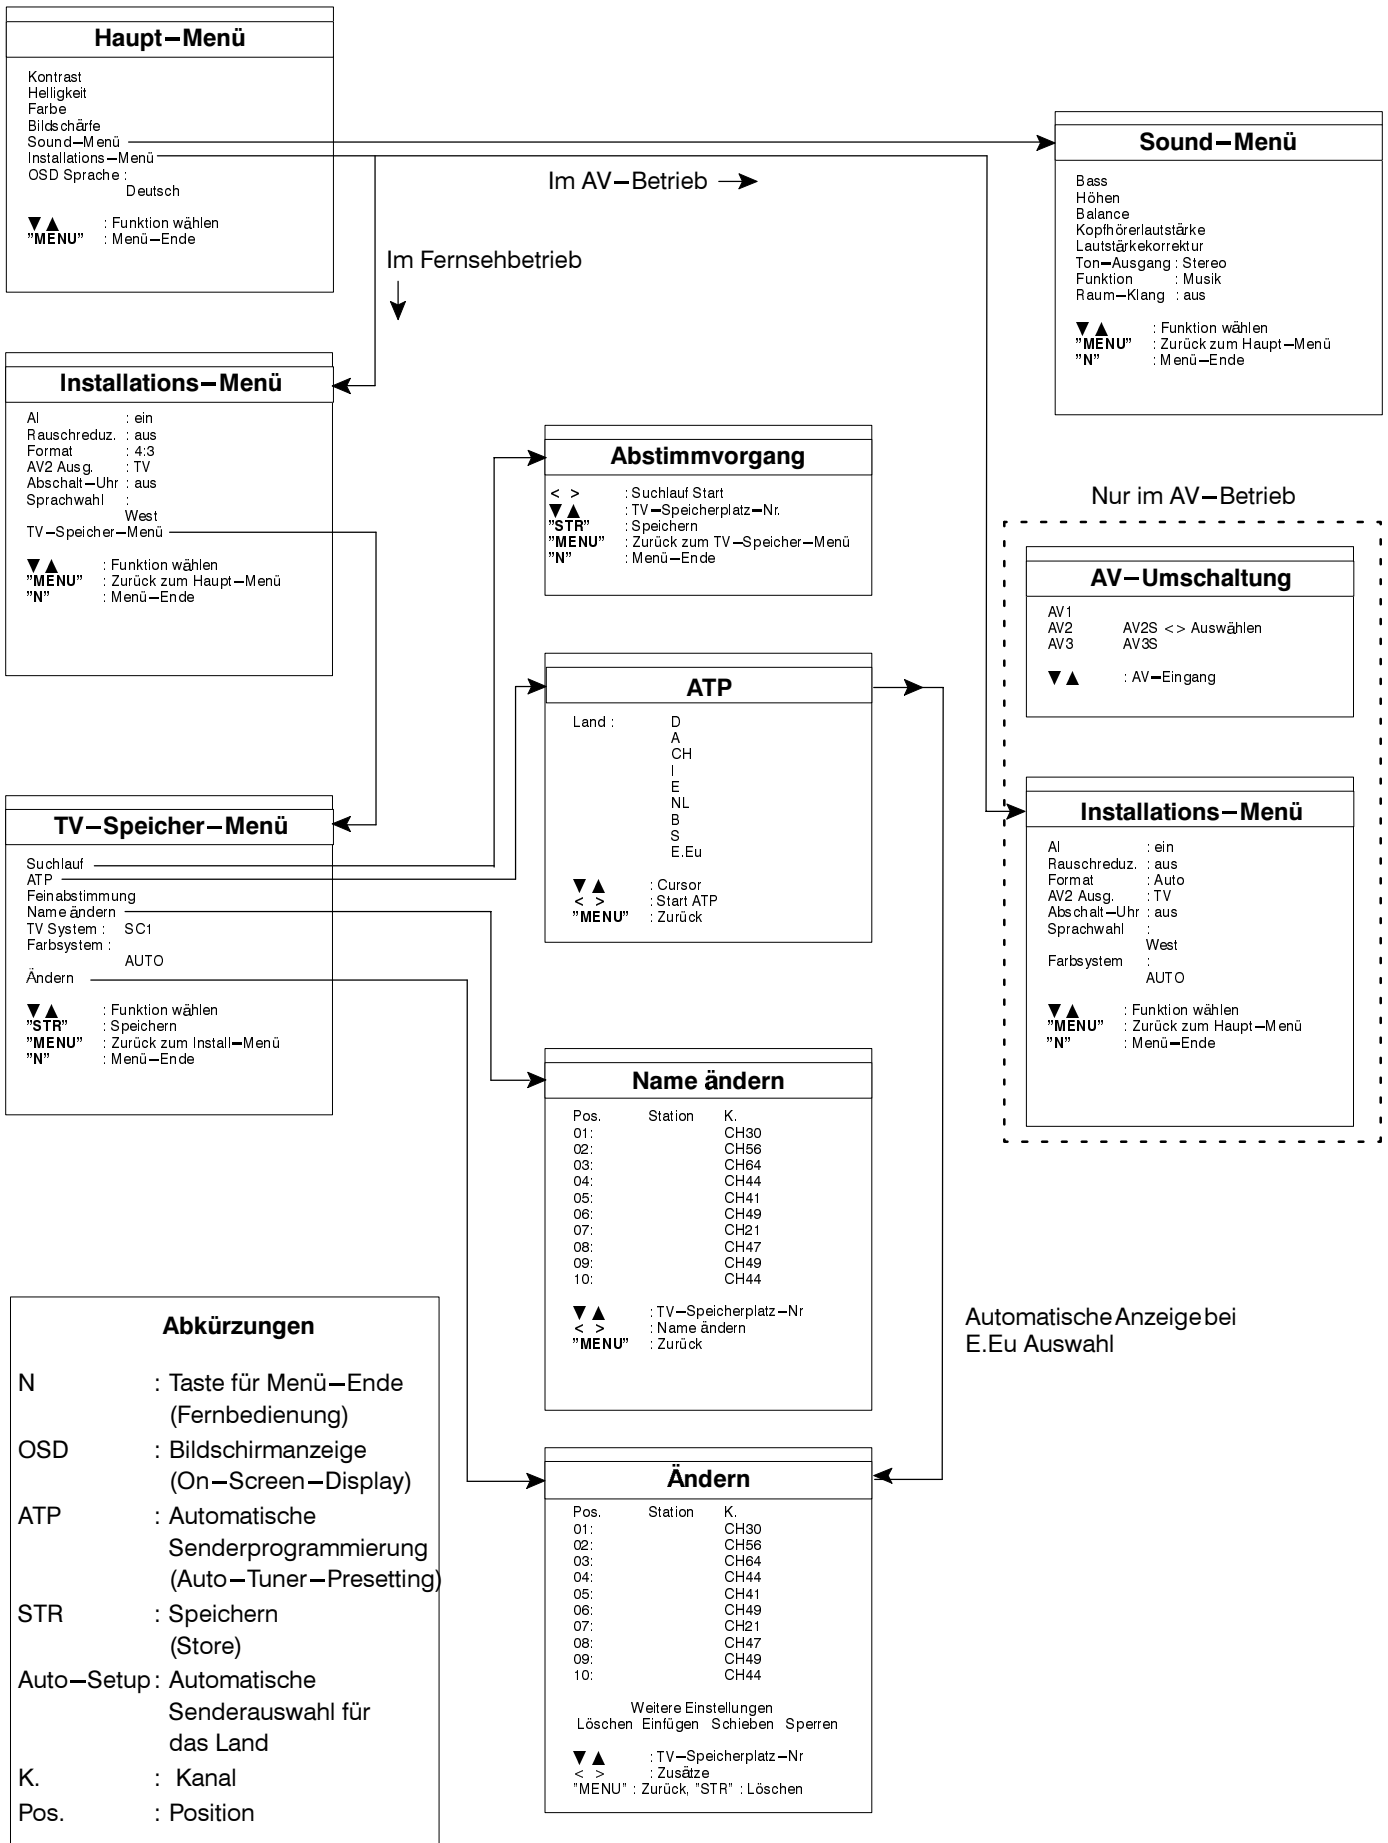 Haupt–Menü
Kontrast
Helligkeit
Farbe
Bildschärfe
Sound–Menü
Installations–Menü
OSD Sprache :
Deutsch
▼ ▲ : Funktion wählen
”MENU” : Menü–Ende
Im AV–Betrieb
Im Fernsehbetrieb
Sound–Menü
Bass
Höhen
Balance
Kopfhörerlautstärke
Lautstärkekorrektur
Ton–Ausgang : Stereo
Funktion : Musik
Raum–Klang : aus
▼ ▲ : Funktion wählen
”MENU” : Zurück zum Haupt–Menü
”N” : Menü–Ende
Installations–Menü
AI : ein
Rauschreduz. : aus
Format : 4:3
AV2 Ausg. : TV
Abschalt–Uhr : aus
Sprachwahl :
West
TV–Speicher–Menü
▼ ▲ : Funktion wählen
”MENU” : Zurück zum Haupt–Menü
”N” : Menü–Ende
Abstimmvorgang
< > : Suchlauf Start
▼ ▲ : TV–Speicherplatz–Nr.
”STR” : Speichern
”MENU” : Zurück zum TV–Speicher–Menü
”N” : Menü–Ende
Nur im AV–Betrieb
AV–Umschaltung
AV1
AV2 AV2S <> Auswählen
AV3 AV3S
▼ ▲ : AV–Eingang
ATP
Land : D
A
CH
I
E
NL
B
S
E.Eu
▼ ▲ : Cursor
< > : Start ATP
”MENU” : Zurück
Installations–Menü
AI : ein
Rauschreduz. : aus
Format : Auto
AV2 Ausg. : TV
Abschalt–Uhr : aus
Sprachwahl :
West
Farbsystem :
AUTO
▼ ▲ : Funktion wählen
”MENU” : Zurück zum Haupt–Menü
”N” : Menü–Ende
TV–Speicher–Menü
Suchlauf
ATP
Feinabstimmung
Name ändern
TV System : SC1
Farbsystem :
AUTO
Ändern
▼ ▲ : Funktion wählen
”STR” : Speichern
”MENU” : Zurück zum Install–Menü
”N” : Menü–Ende
Name ändern
Pos. Station K.
01: CH30
02: CH56
03: CH64
04: CH44
05: CH41
06: CH49
07: CH21
08: CH47
09: CH49
10: CH44
▼ ▲ : TV–Speicherplatz–Nr
< > : Name ändern
”MENU” : Zurück
Automatische Anzeige bei
E.Eu Auswahl
Ändern
Pos. Station K.
01: CH30
02: CH56
03: CH64
04: CH44
05: CH41
06: CH49
07: CH21
08: CH47
09: CH49
10: CH44
Weitere Einstellungen
Löschen Einfügen Schieben Sperren
▼ ▲ : TV–Speicherplatz–Nr
< > : Zusätze
”MENU” : Zurück, ”STR” : Löschen
Abkürzungen
N : Taste für Menü–Ende
(Fernbedienung)
OSD : Bildschirmanzeige
(On–Screen–Display)
ATP : Automatische
Senderprogrammierung
(Auto–Tuner–Presetting)
STR : Speichern
(Store)
Auto–Setup : Automatische
Senderauswahl für
das Land
K. : Kanal
Pos. : Position